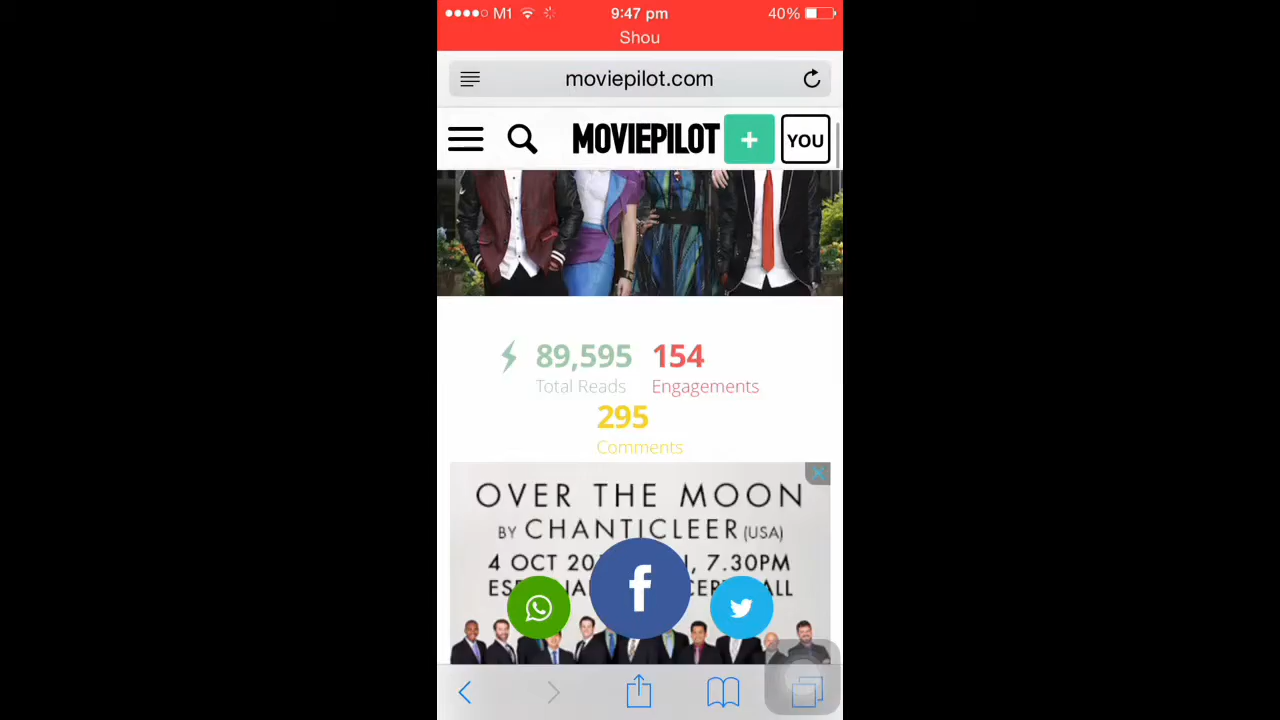 M1 9:47 pm 40%
Shou
moviepilot.com
MOVIEPILOT + YOU
89,595 154
Total Reads Engagements
295
Comments
OVER THE MOON
BY CHANTICLEER (USA)
4 OCT 7.30PM